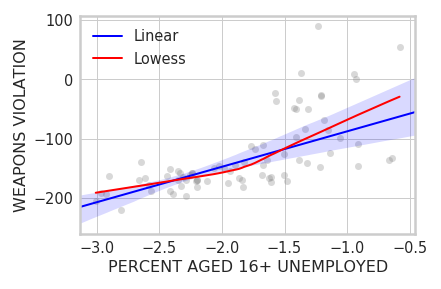 100
0
−100
−200
WEAPONS VIOLATION
Linear
Lowess
−3.0 −2.5 −2.0 −1.5 −1.0 −0.5
PERCENT AGED 16+ UNEMPLOYED